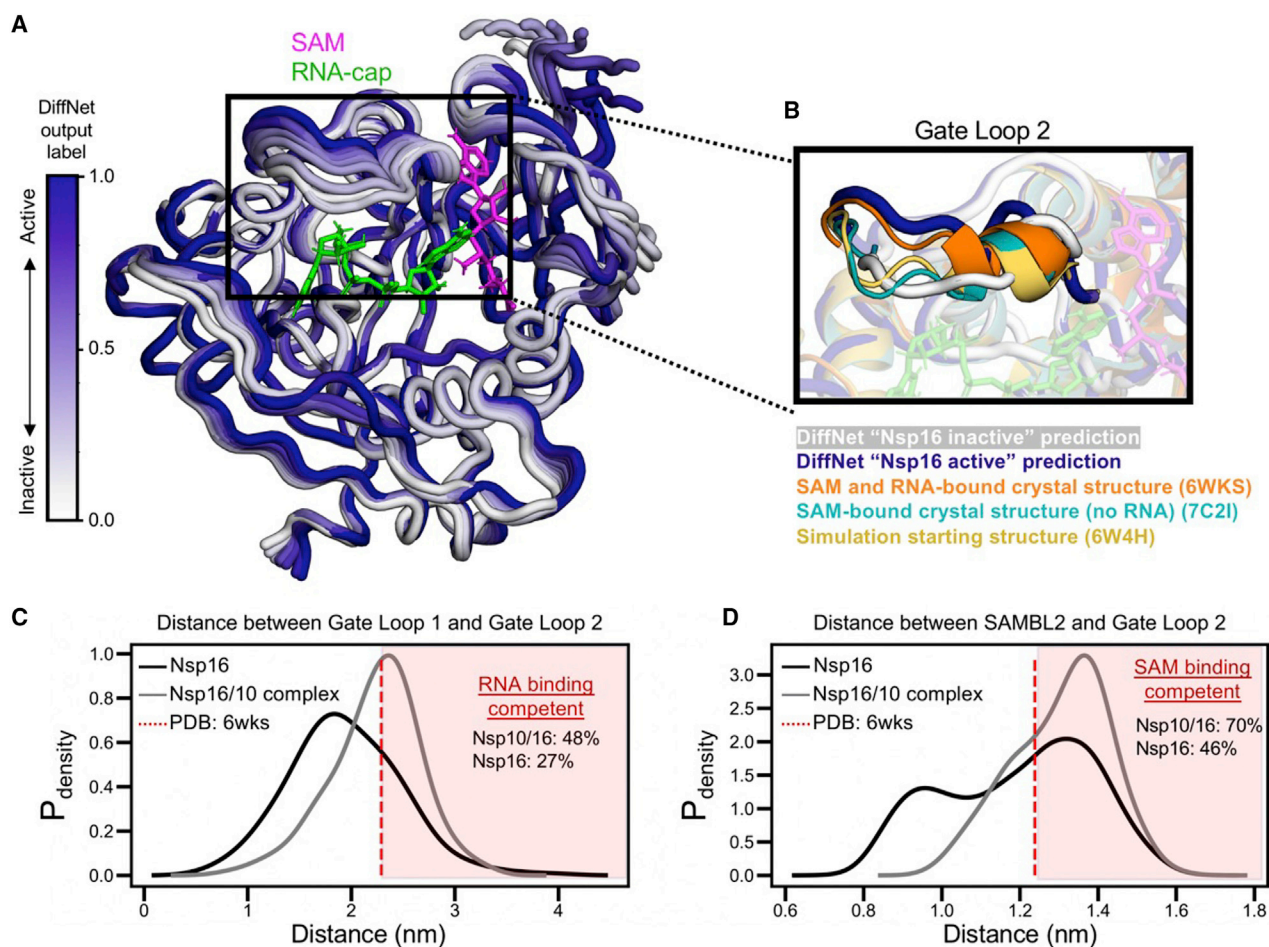 A
SAM
RNA-cap
DiffNet
output
label
1.0
Active
0.5
Inactive
0.0
B
Gate Loop 2
DiffNet “Nsp16 inactive” prediction
DiffNet “Nsp16 active” prediction
SAM and RNA-bound crystal structure (6WKS)
SAM-bound crystal structure (no RNA) (7C2I)
Simulation starting structure (6W4H)
C
Distance between Gate Loop 1 and Gate Loop 2
Nsp16
Nsp16/10 complex
PDB: 6wks
RNA binding
competent
Nsp10/16: 48%
Nsp16: 27%
1.0
0.8
0.6
0.4
0.2
0.0
Pdensity
0 1 2 3 4
Distance (nm)
D
Distance between SAMBL2 and Gate Loop 2
Nsp16
Nsp16/10 complex
PDB: 6wks
SAM binding
competent
Nsp10/16: 70%
Nsp16: 46%
3.0
2.5
2.0
1.5
1.0
0.5
0.0
Pdensity
0.6 0.8 1.0 1.2 1.4 1.6 1.8
Distance (nm)